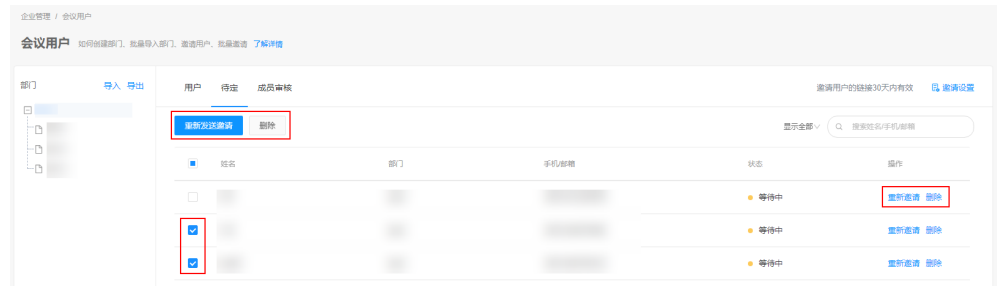 企业管理 / 会议用户
会议用户 如何创建部门、批量导入部门、邀请用户、批量邀请 了解详情
部门 导入 导出
用户 待定 成员审核 邀请用户的链接30天内有效 邀请设置
重新发送邀请 删除 显示全部 搜索姓名/手机/邮箱
姓名 部门 手机/邮箱 状态 操作
等待中 重新邀请 删除
等待中 重新邀请 删除
等待中 重新邀请 删除